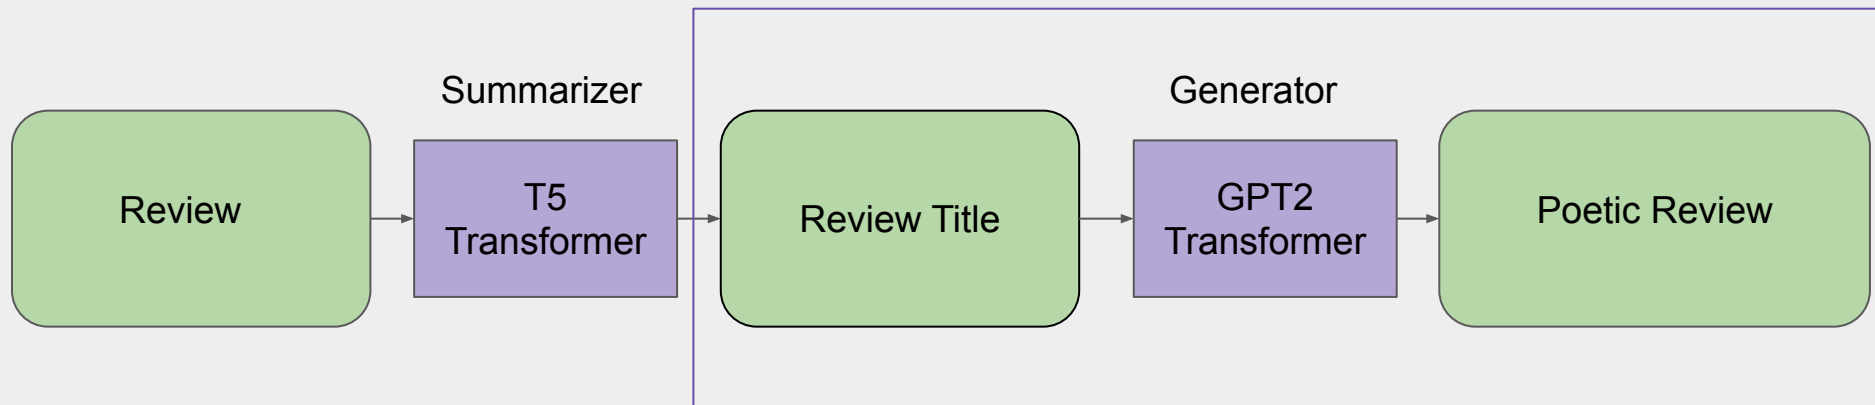 Summarizer
Generator
Review
T5
Transformer
Review Title
GPT2
Transformer
Poetic Review